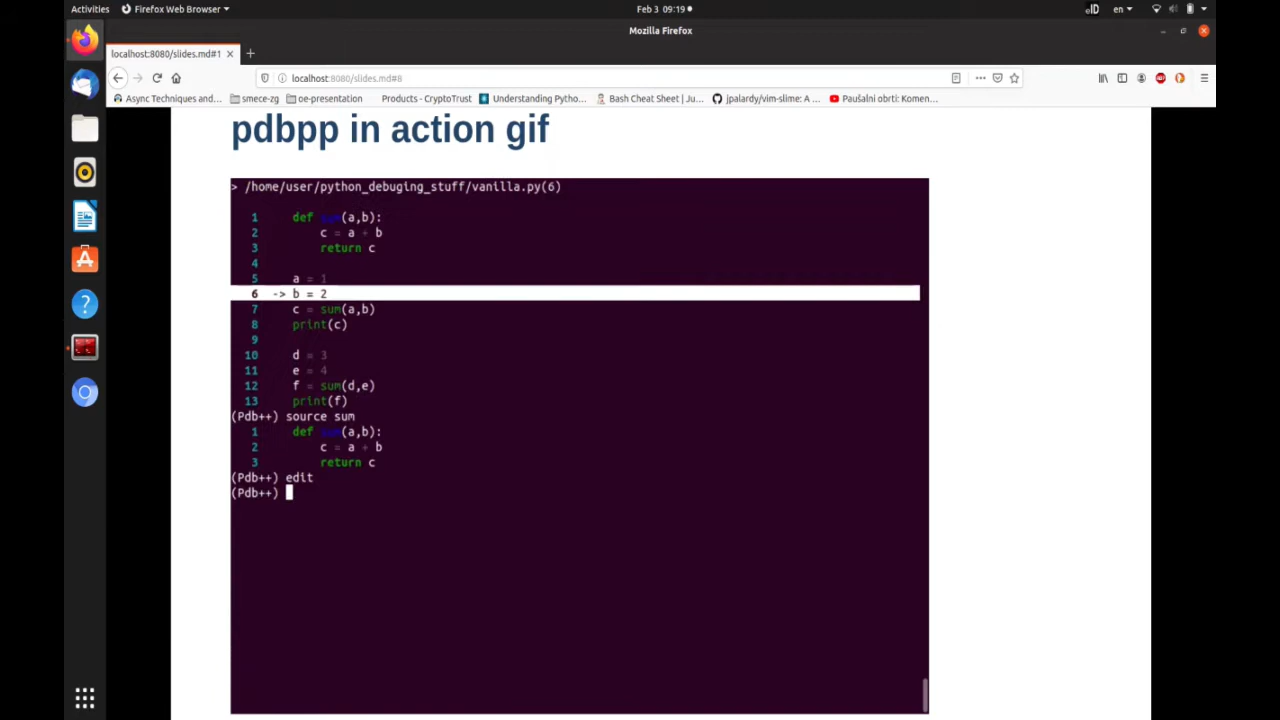 Activities Firefox Web Browser Feb 3 09:19 iD en
Mozilla Firefox
localhost:8080/slides.md#1
localhost:8080/slides.md#8
Async Techniques and... smece-zg oe-presentation Products - CryptoTrust Understanding Pytho... Bash Cheat Sheet | Ju... jpalardy/vim-slime: A ... Paušalni obrti: Komen...
pdbpp in action gif
> /home/user/python_debuging_stuff/vanilla.py(6)
1 def sum(a,b):
2 c = a + b
3 return c
4
5 a = 1
6 -> b = 2
7 c = sum(a,b)
8 print(c)
9
10 d = 3
11 e = 4
12 f = sum(d,e)
13 print(f)
(Pdb++) source sum
1 def sum(a,b):
2 c = a + b
3 return c
(Pdb++) edit
(Pdb++)